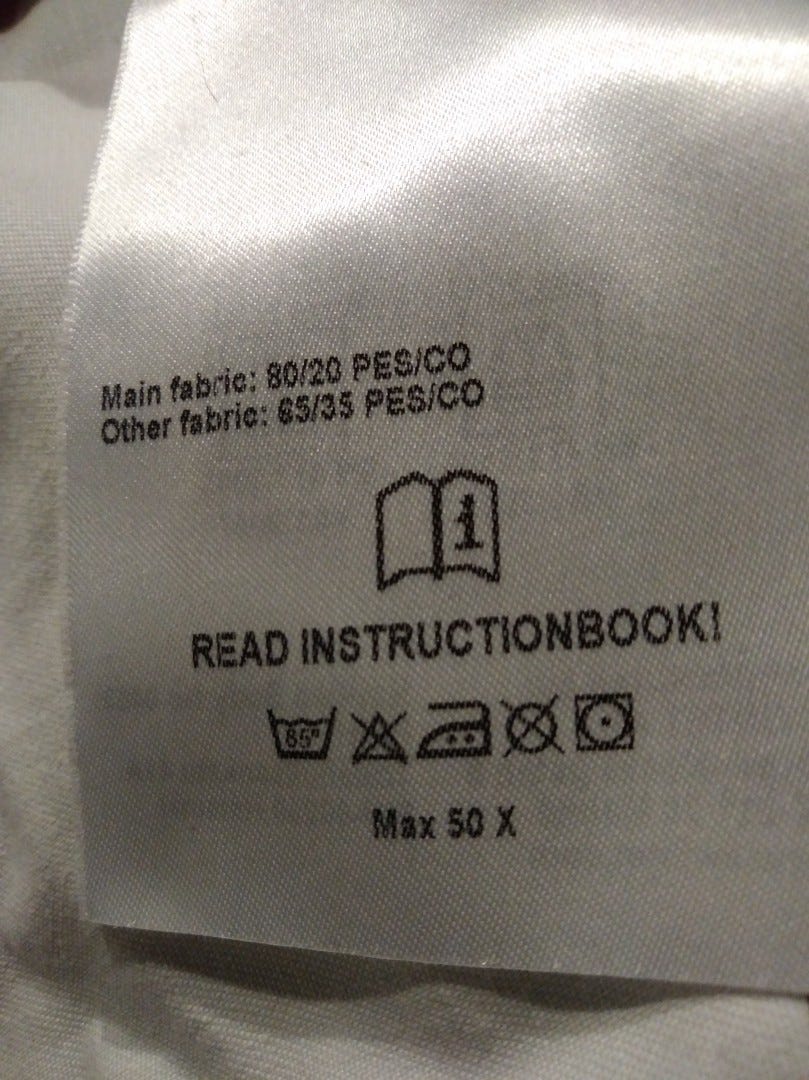 Main fabric: 80/20 PES/CO
Other fabric: 65/35 PES/CO
i
READ INSTRUCTIONBOOK!
85°
Max 50 X